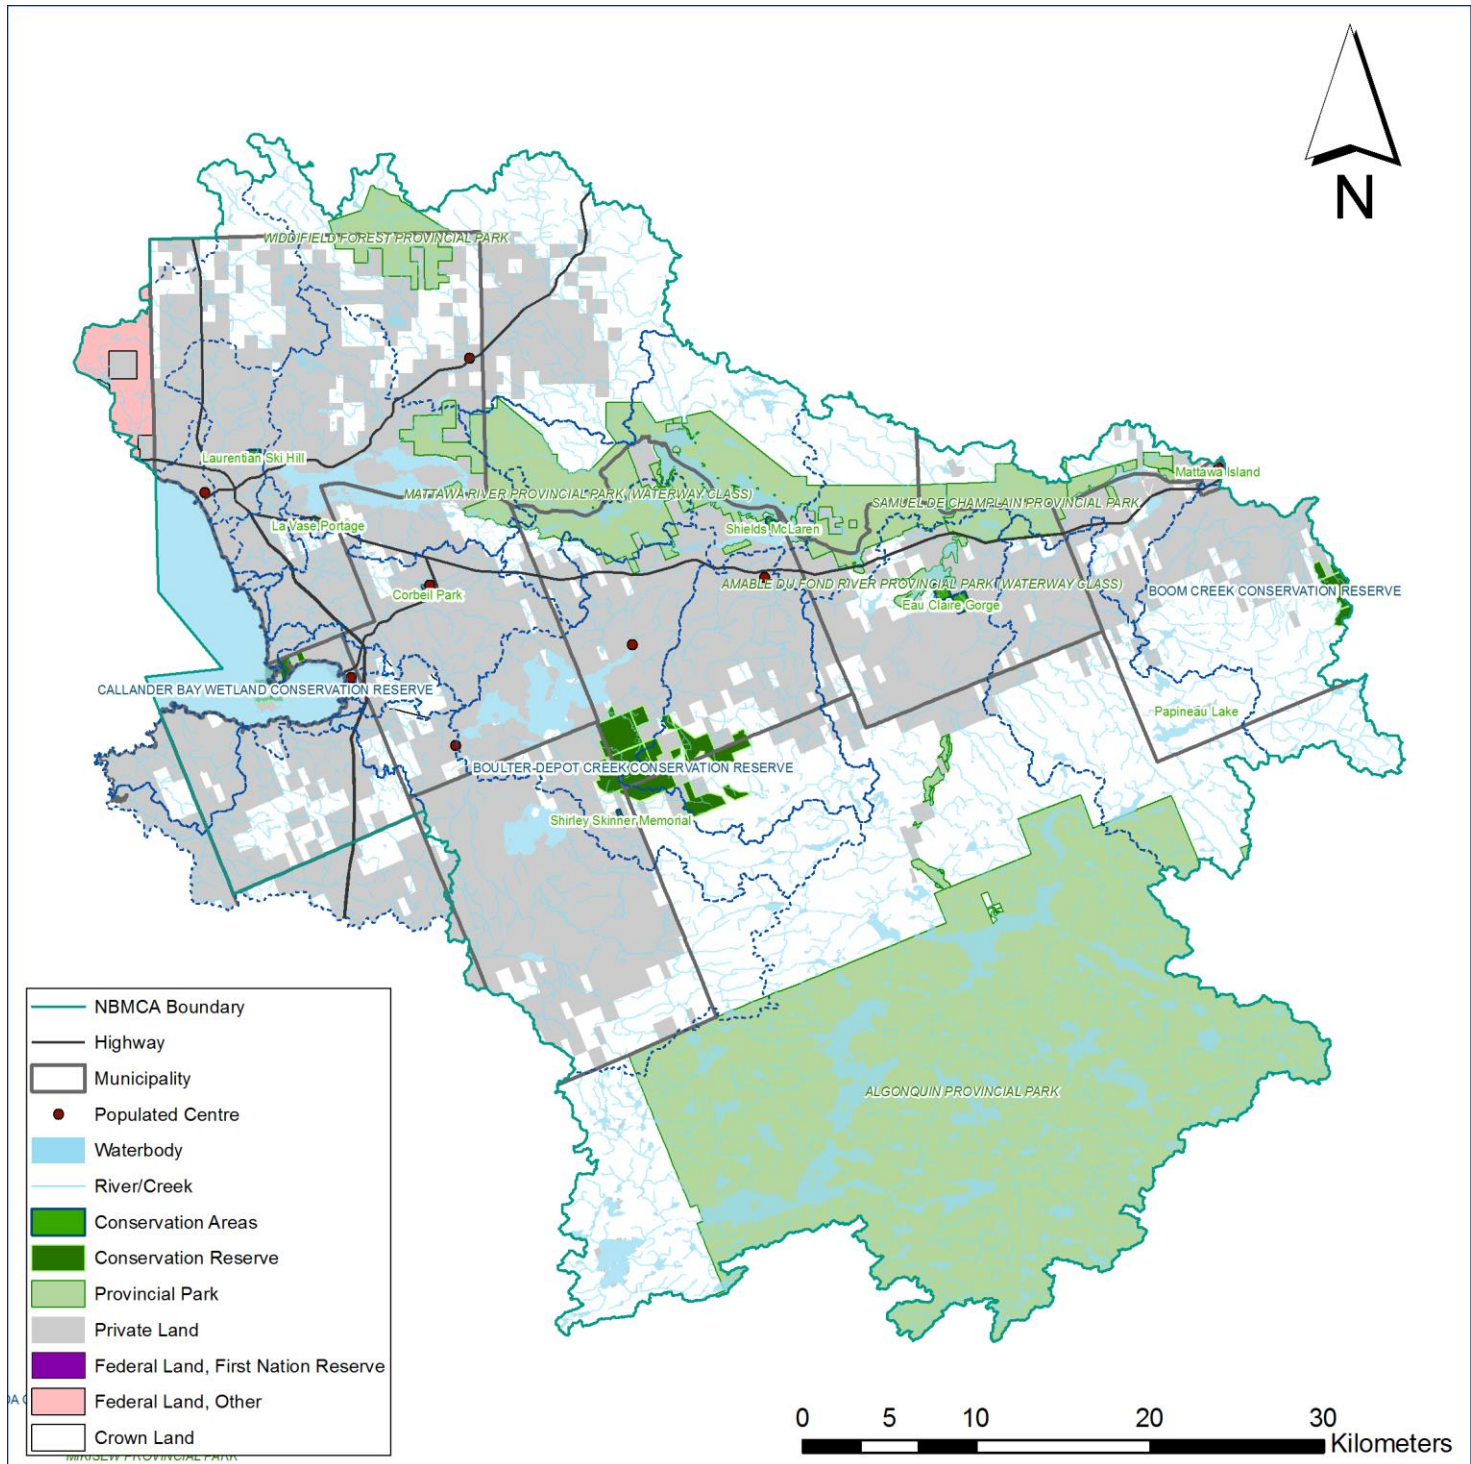 N
WIDDIFIELD FOREST PROVINCIAL PARK
Laurentian Ski Hill
Mattawa Island
MATTAWA RIVER PROVINCIAL PARK (WATERWAY CLASS)
SAMUEL DE CHAMPLAIN PROVINCIAL PARK
La Vase Portage
Shields McLaren
AMABLE DU FOND RIVER PROVINCIAL PARK (WATERWAY CLASS)
Corbeil Park
Eau Claire Gorge
BOOM CREEK CONSERVATION RESERVE
CALLANDER BAY WETLAND CONSERVATION RESERVE
Papineau Lake
BOULTER-DEPOT CREEK CONSERVATION RESERVE
Shirley Skinner Memorial
ALGONQUIN PROVINCIAL PARK
NBMCA Boundary
Highway
Municipality
Populated Centre
Waterbody
River/Creek
Conservation Areas
Conservation Reserve
Provincial Park
Private Land
Federal Land, First Nation Reserve
Federal Land, Other
Crown Land
0 5 10 20 30
Kilometers
PROVINCIAL PARK